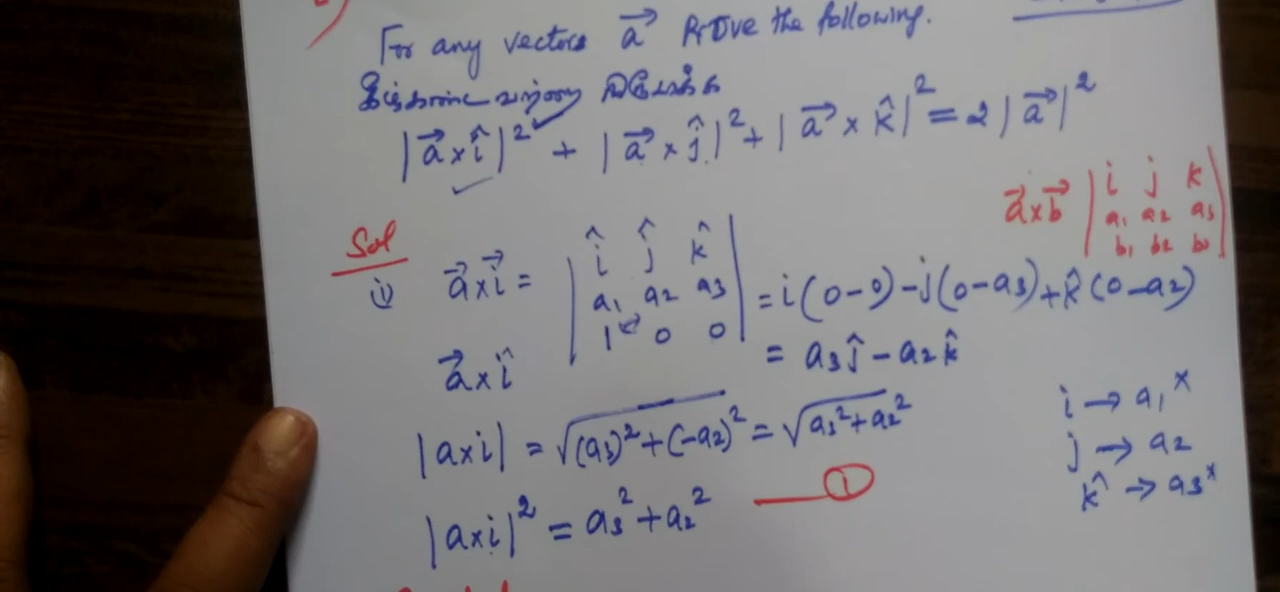 For any vectors a⃗ Prove the following.
|a⃗ × î|² + |a⃗ × ĵ|² + |a⃗ × k̂|² = 2|a⃗|²
a⃗×b⃗ | i j k
a₁ a₂ a₃
b₁ b₂ b₃ |
Sol
i) a⃗×i⃗ = | î ĵ k̂
a₁ a₂ a₃
1 0 0 | = i(0-0)-j(0-a₃)+k̂(0-a₂)
a⃗×î = a₃ĵ - a₂k̂
|a×i| = √(a₃)²+(-a₂)² = √a₃²+a₂²
|a×i|² = a₃²+a₂² —①
i → a₁ˣ
j → a₂
k̂ → a₃ˣ